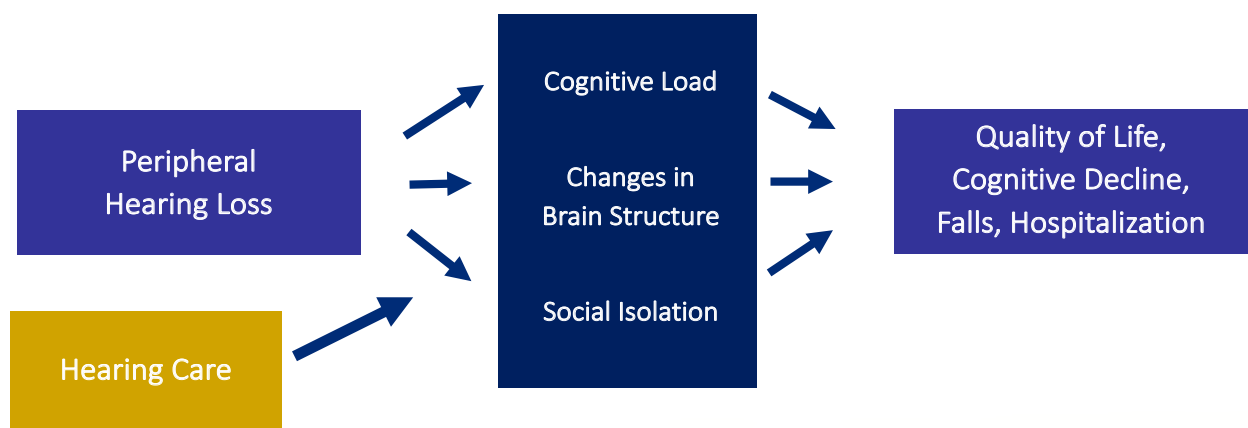 Peripheral
Hearing Loss
Hearing Care
Cognitive Load
Changes in
Brain Structure
Social Isolation
Quality of Life,
Cognitive Decline,
Falls, Hospitalization